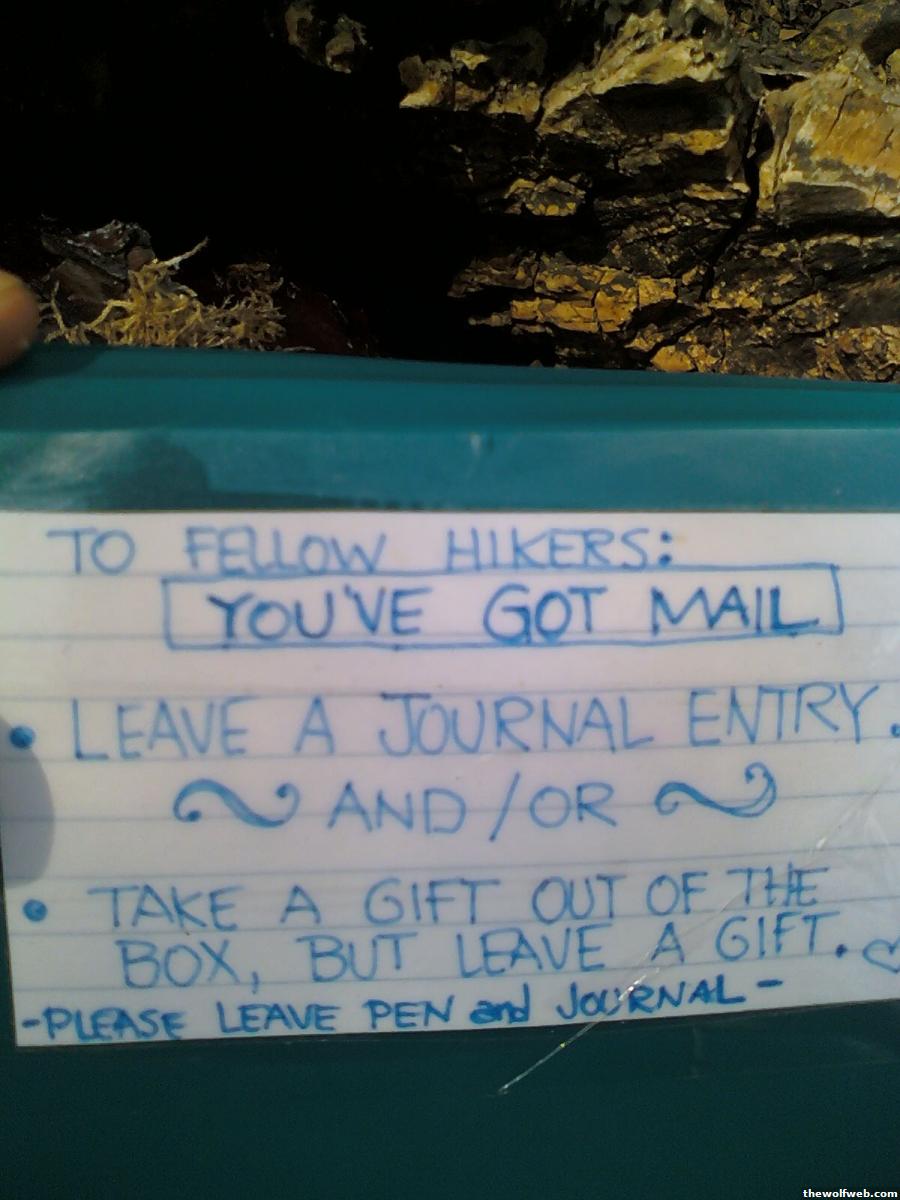 TO FELLOW HIKERS:
YOU'VE GOT MAIL
• LEAVE A JOURNAL ENTRY.
~ AND/OR ~
• TAKE A GIFT OUT OF THE
BOX, BUT LEAVE A GIFT. ♡
-PLEASE LEAVE PEN and JOURNAL-
thewolfweb.com